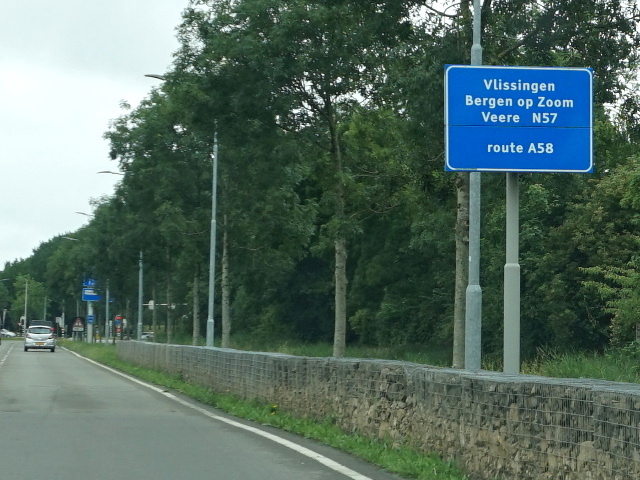 Vlissingen
Bergen op Zoom
Veere N57
route A58